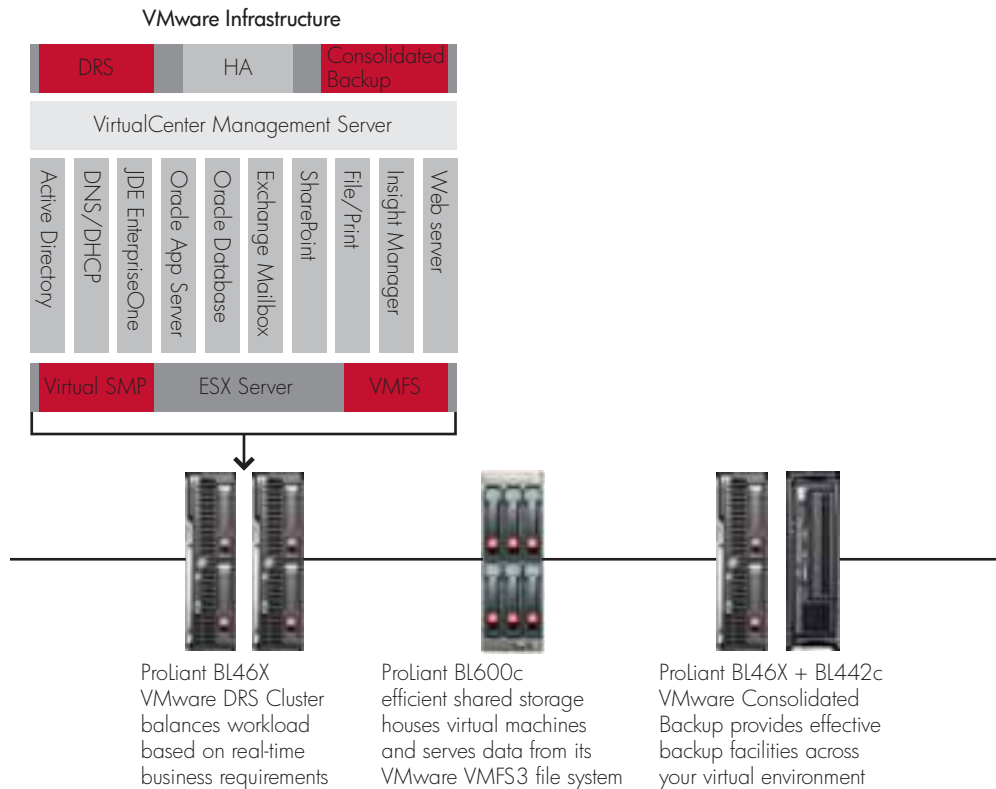 VMware Infrastructure
DRS
HA
Consolidated
Backup
VirtualCenter Management Server
Active Directory
DNS/DHCP
JDE EnterpriseOne
Oracle App Server
Oracle Database
Exchange Mailbox
SharePoint
File/Print
Insight Manager
Web server
Virtual SMP
ESX Server
VMFS
ProLiant BL46X
VMware DRS Cluster
balances workload
based on real-time
business requirements
ProLiant BL600c
efficient shared storage
houses virtual machines
and serves data from its
VMware VMFS3 file system
ProLiant BL46X + BL442c
VMware Consolidated
Backup provides effective
backup facilities across
your virtual environment